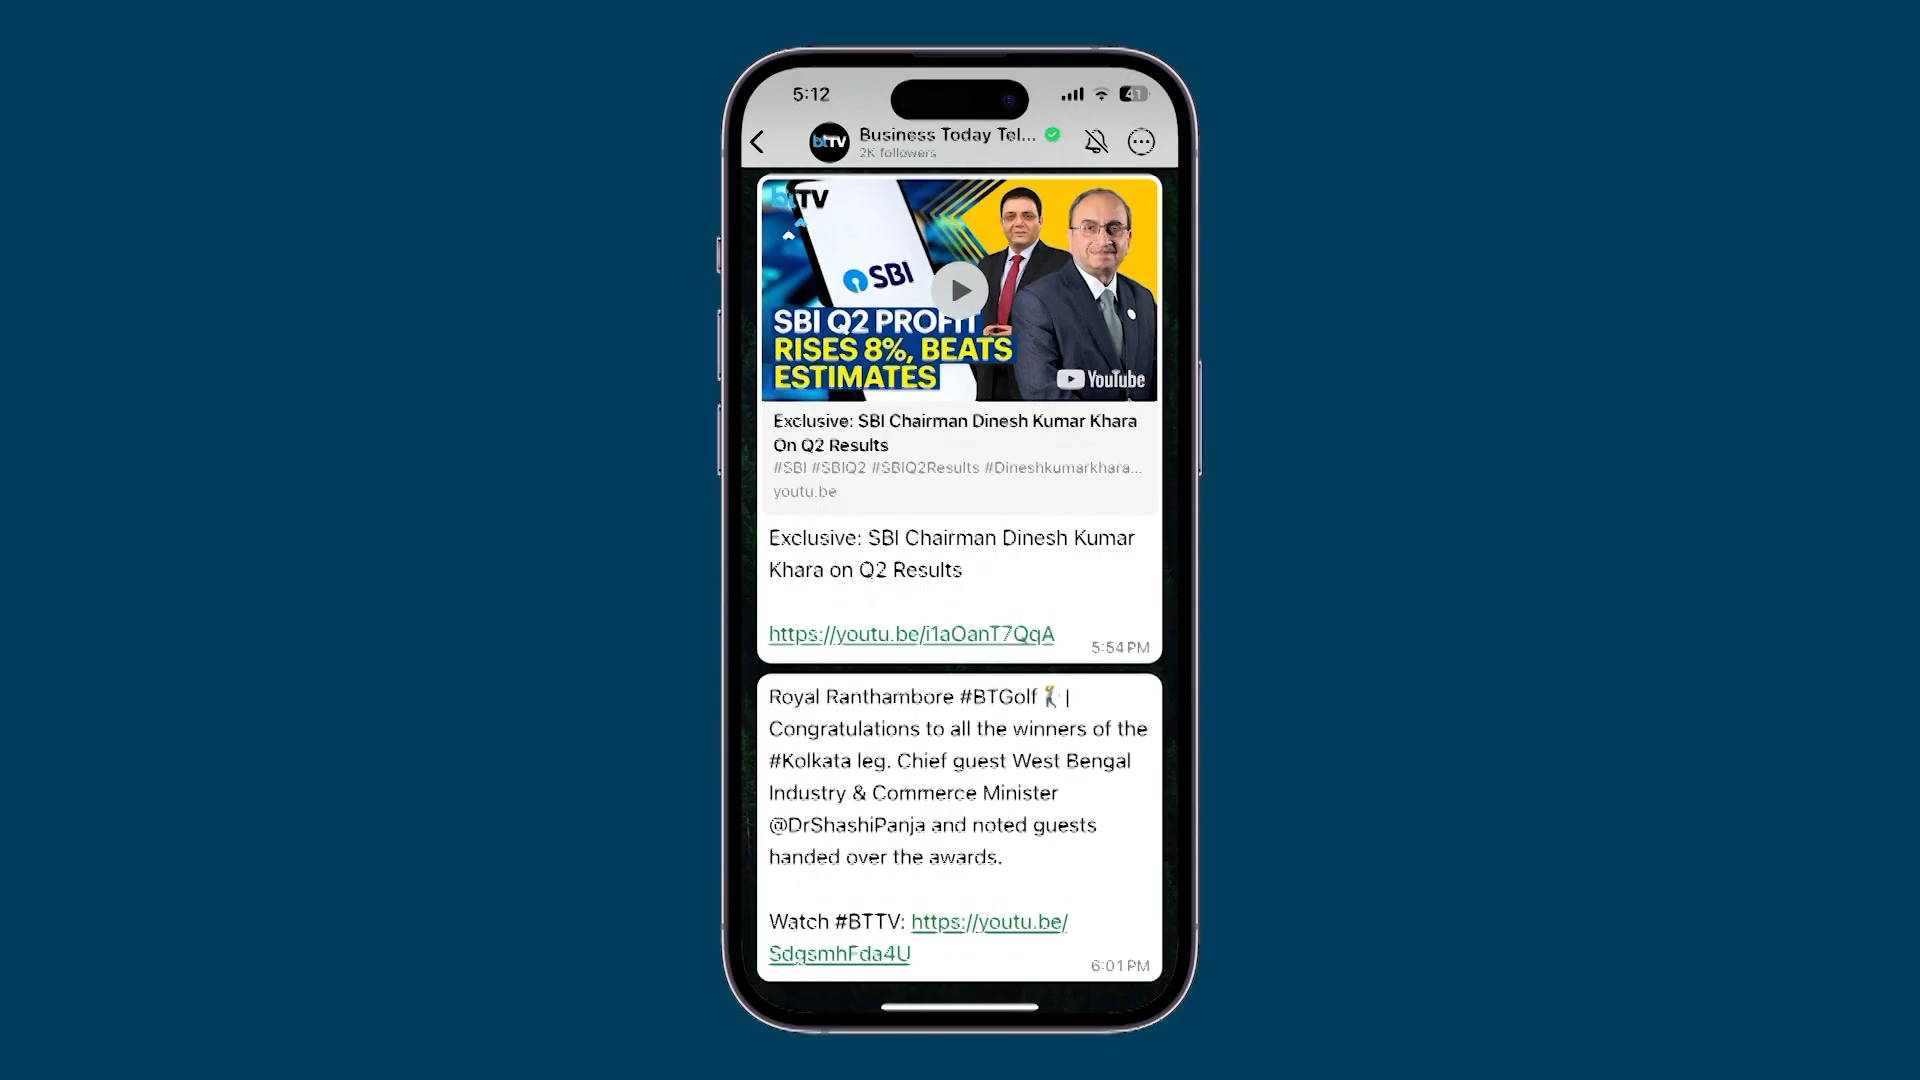 5:12
41
btTV
Business Today Tel...
2K followers
btTV
SBI
SBI Q2 PROFIT
RISES 8%, BEATS
ESTIMATES
YouTube
Exclusive: SBI Chairman Dinesh Kumar Khara
On Q2 Results
#SBI #SBIQ2 #SBIQ2Results #Dineshkumarkhara...
youtu.be
Exclusive: SBI Chairman Dinesh Kumar
Khara on Q2 Results
https://youtu.be/i1aOanT7QqA
5:54 PM
Royal Ranthambore #BTGolf🏌 |
Congratulations to all the winners of the
#Kolkata leg. Chief guest West Bengal
Industry & Commerce Minister
@DrShashiPanja and noted guests
handed over the awards.
Watch #BTTV: https://youtu.be/
SdgsmhFda4U
6:01 PM